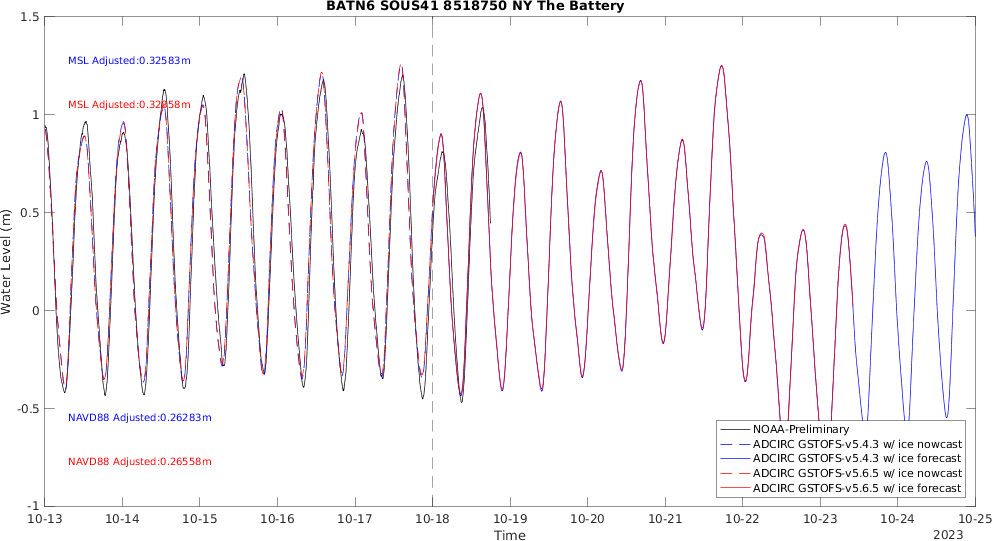 BATN6 SOUS41 8518750 NY The Battery
1.5
1
0.5
0
-0.5
-1
Water Level (m)
MSL Adjusted:0.32583m
MSL Adjusted:0.32858m
NAVD88 Adjusted:0.26283m
NAVD88 Adjusted:0.26558m
NOAA-Preliminary
ADCIRC GSTOFS-v5.4.3 w/ ice nowcast
ADCIRC GSTOFS-v5.4.3 w/ ice forecast
ADCIRC GSTOFS-v5.6.5 w/ ice nowcast
ADCIRC GSTOFS-v5.6.5 w/ ice forecast
10-13 10-14 10-15 10-16 10-17 10-18 10-19 10-20 10-21 10-22 10-23 10-24 10-25
Time
2023